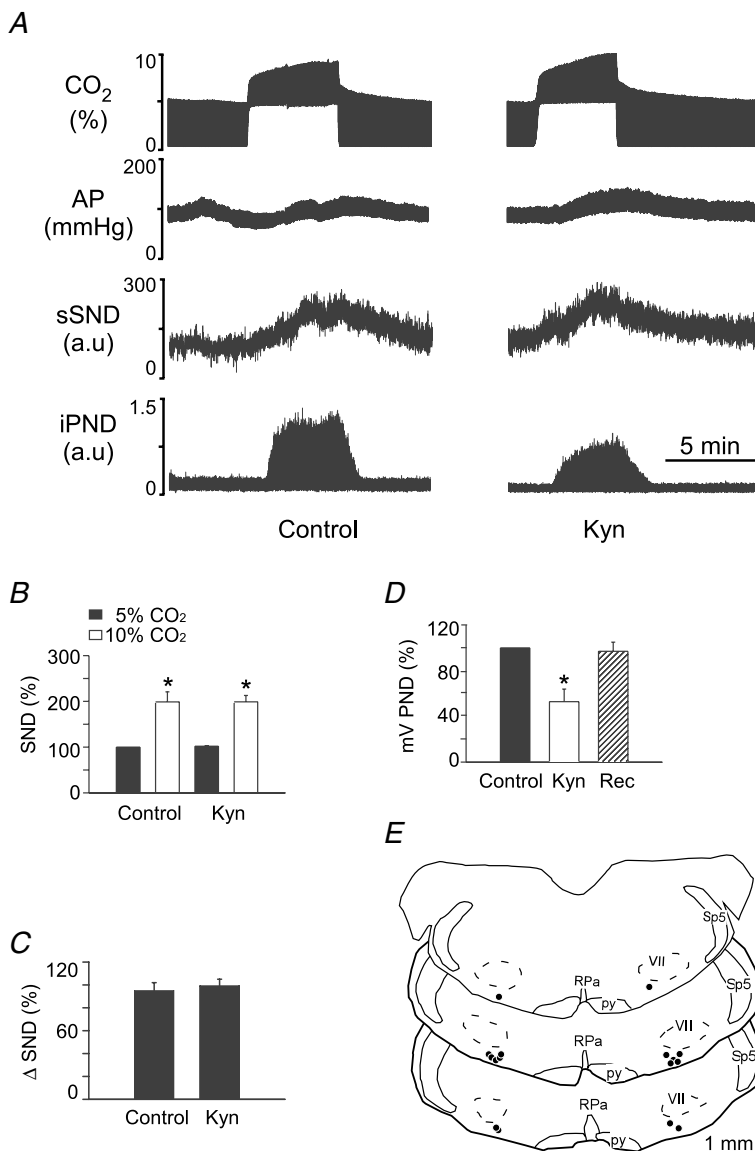 A
CO2
(%)
10
0
AP
(mmHg)
200
0
sSND
(a.u)
300
0
iPND
(a.u)
1.5
0
5 min
Control
Kyn
B
5% CO2
10% CO2
SND (%)
300
200
100
0
*
*
Control
Kyn
C
Δ SND (%)
120
60
0
Control
Kyn
D
mV PND (%)
120
80
40
0
*
Control
Kyn
Rec
E
Sp5
VII
RPa
py
Sp5
VII
RPa
py
Sp5
VII
RPa
py
1 mm